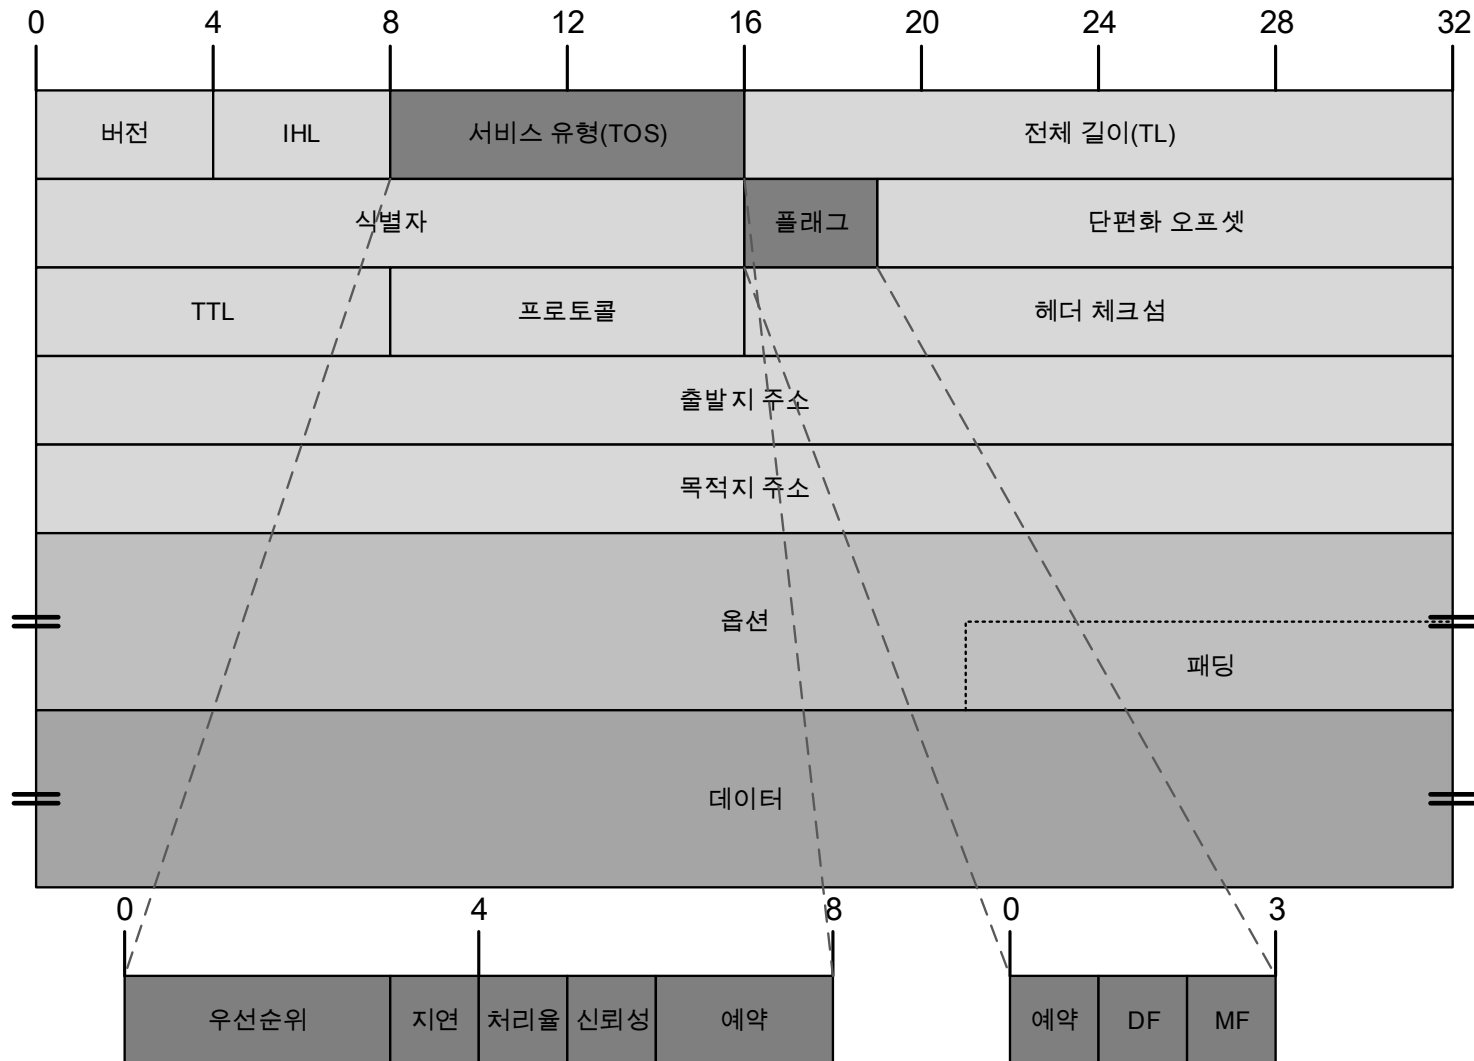 0 4 8 12 16 20 24 28 32
버전 IHL 서비스 유형(TOS) 전체 길이(TL)
식별자 플래그 단편화 오프셋
TTL 프로토콜 헤더 체크섬
출발지 주소
목적지 주소
옵션
패딩
데이터
0 4 8 0 3
우선순위 지연 처리율 신뢰성 예약 예약 DF MF